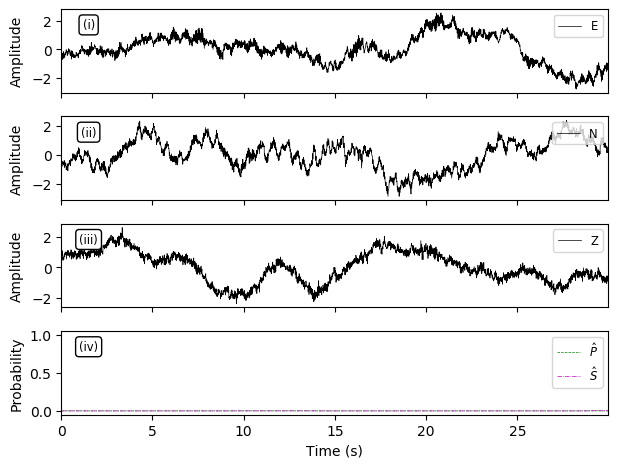 Amplitude
2
0
−2
(i)
E
Amplitude
2
0
−2
(ii)
N
Amplitude
2
0
−2
(iii)
Z
Probability
1.0
0.5
0.0
(iv)
P̂
Ŝ
0 5 10 15 20 25
Time (s)